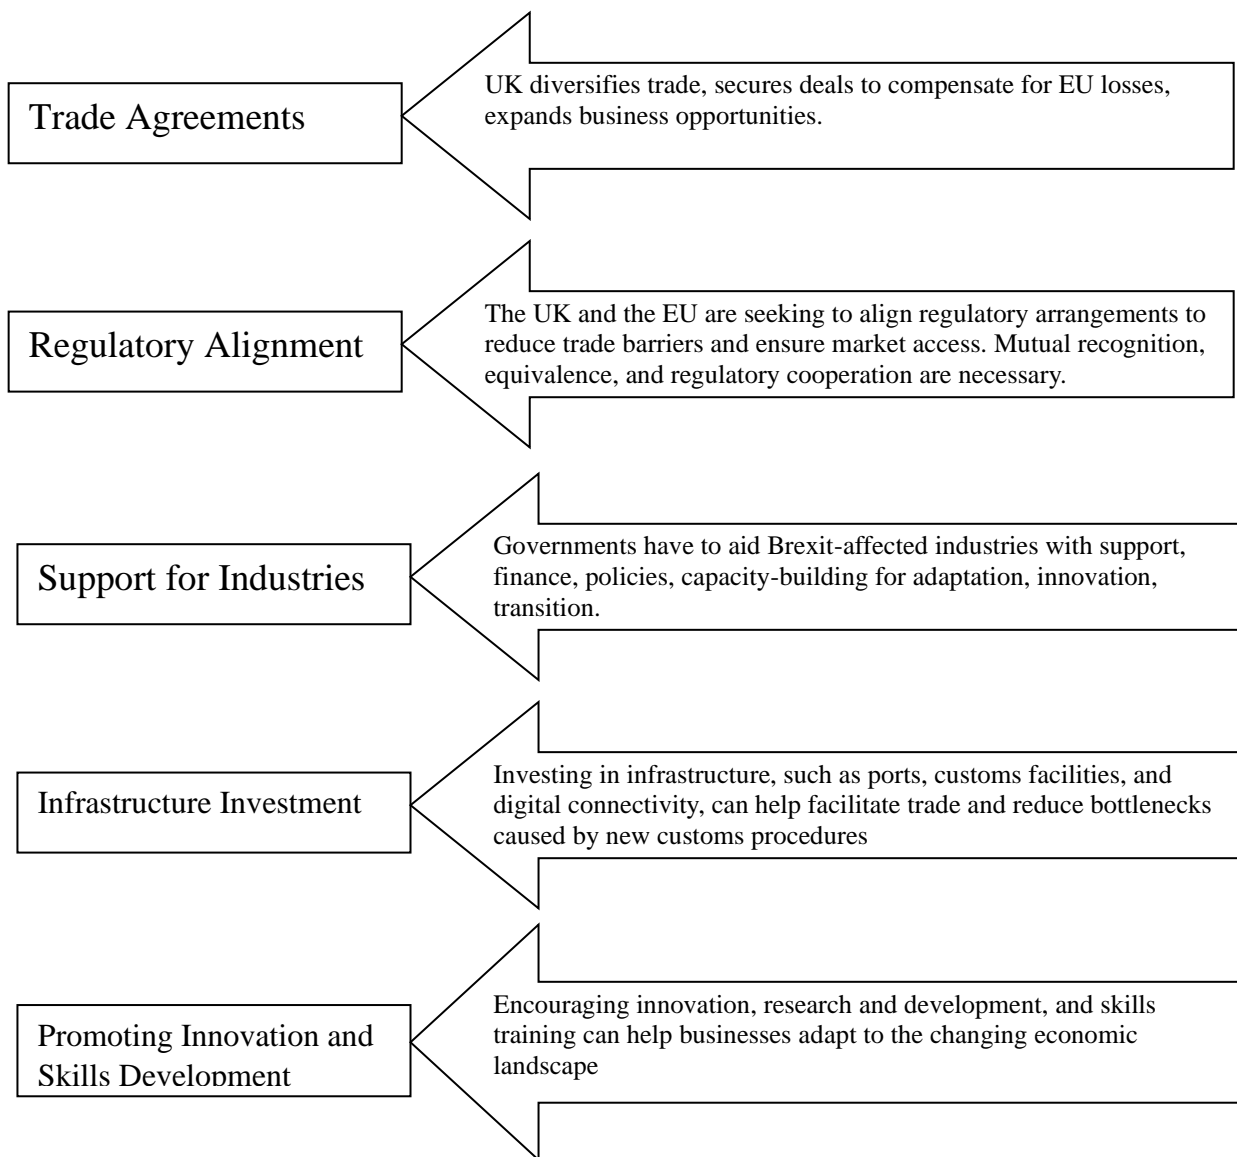 Trade Agreements
UK diversifies trade, secures deals to compensate for EU losses,
expands business opportunities.
Regulatory Alignment
The UK and the EU are seeking to align regulatory arrangements to
reduce trade barriers and ensure market access. Mutual recognition,
equivalence, and regulatory cooperation are necessary.
Support for Industries
Governments have to aid Brexit-affected industries with support,
finance, policies, capacity-building for adaptation, innovation,
transition.
Infrastructure Investment
Investing in infrastructure, such as ports, customs facilities, and
digital connectivity, can help facilitate trade and reduce bottlenecks
caused by new customs procedures
Promoting Innovation and
Skills Development
Encouraging innovation, research and development, and skills
training can help businesses adapt to the changing economic
landscape